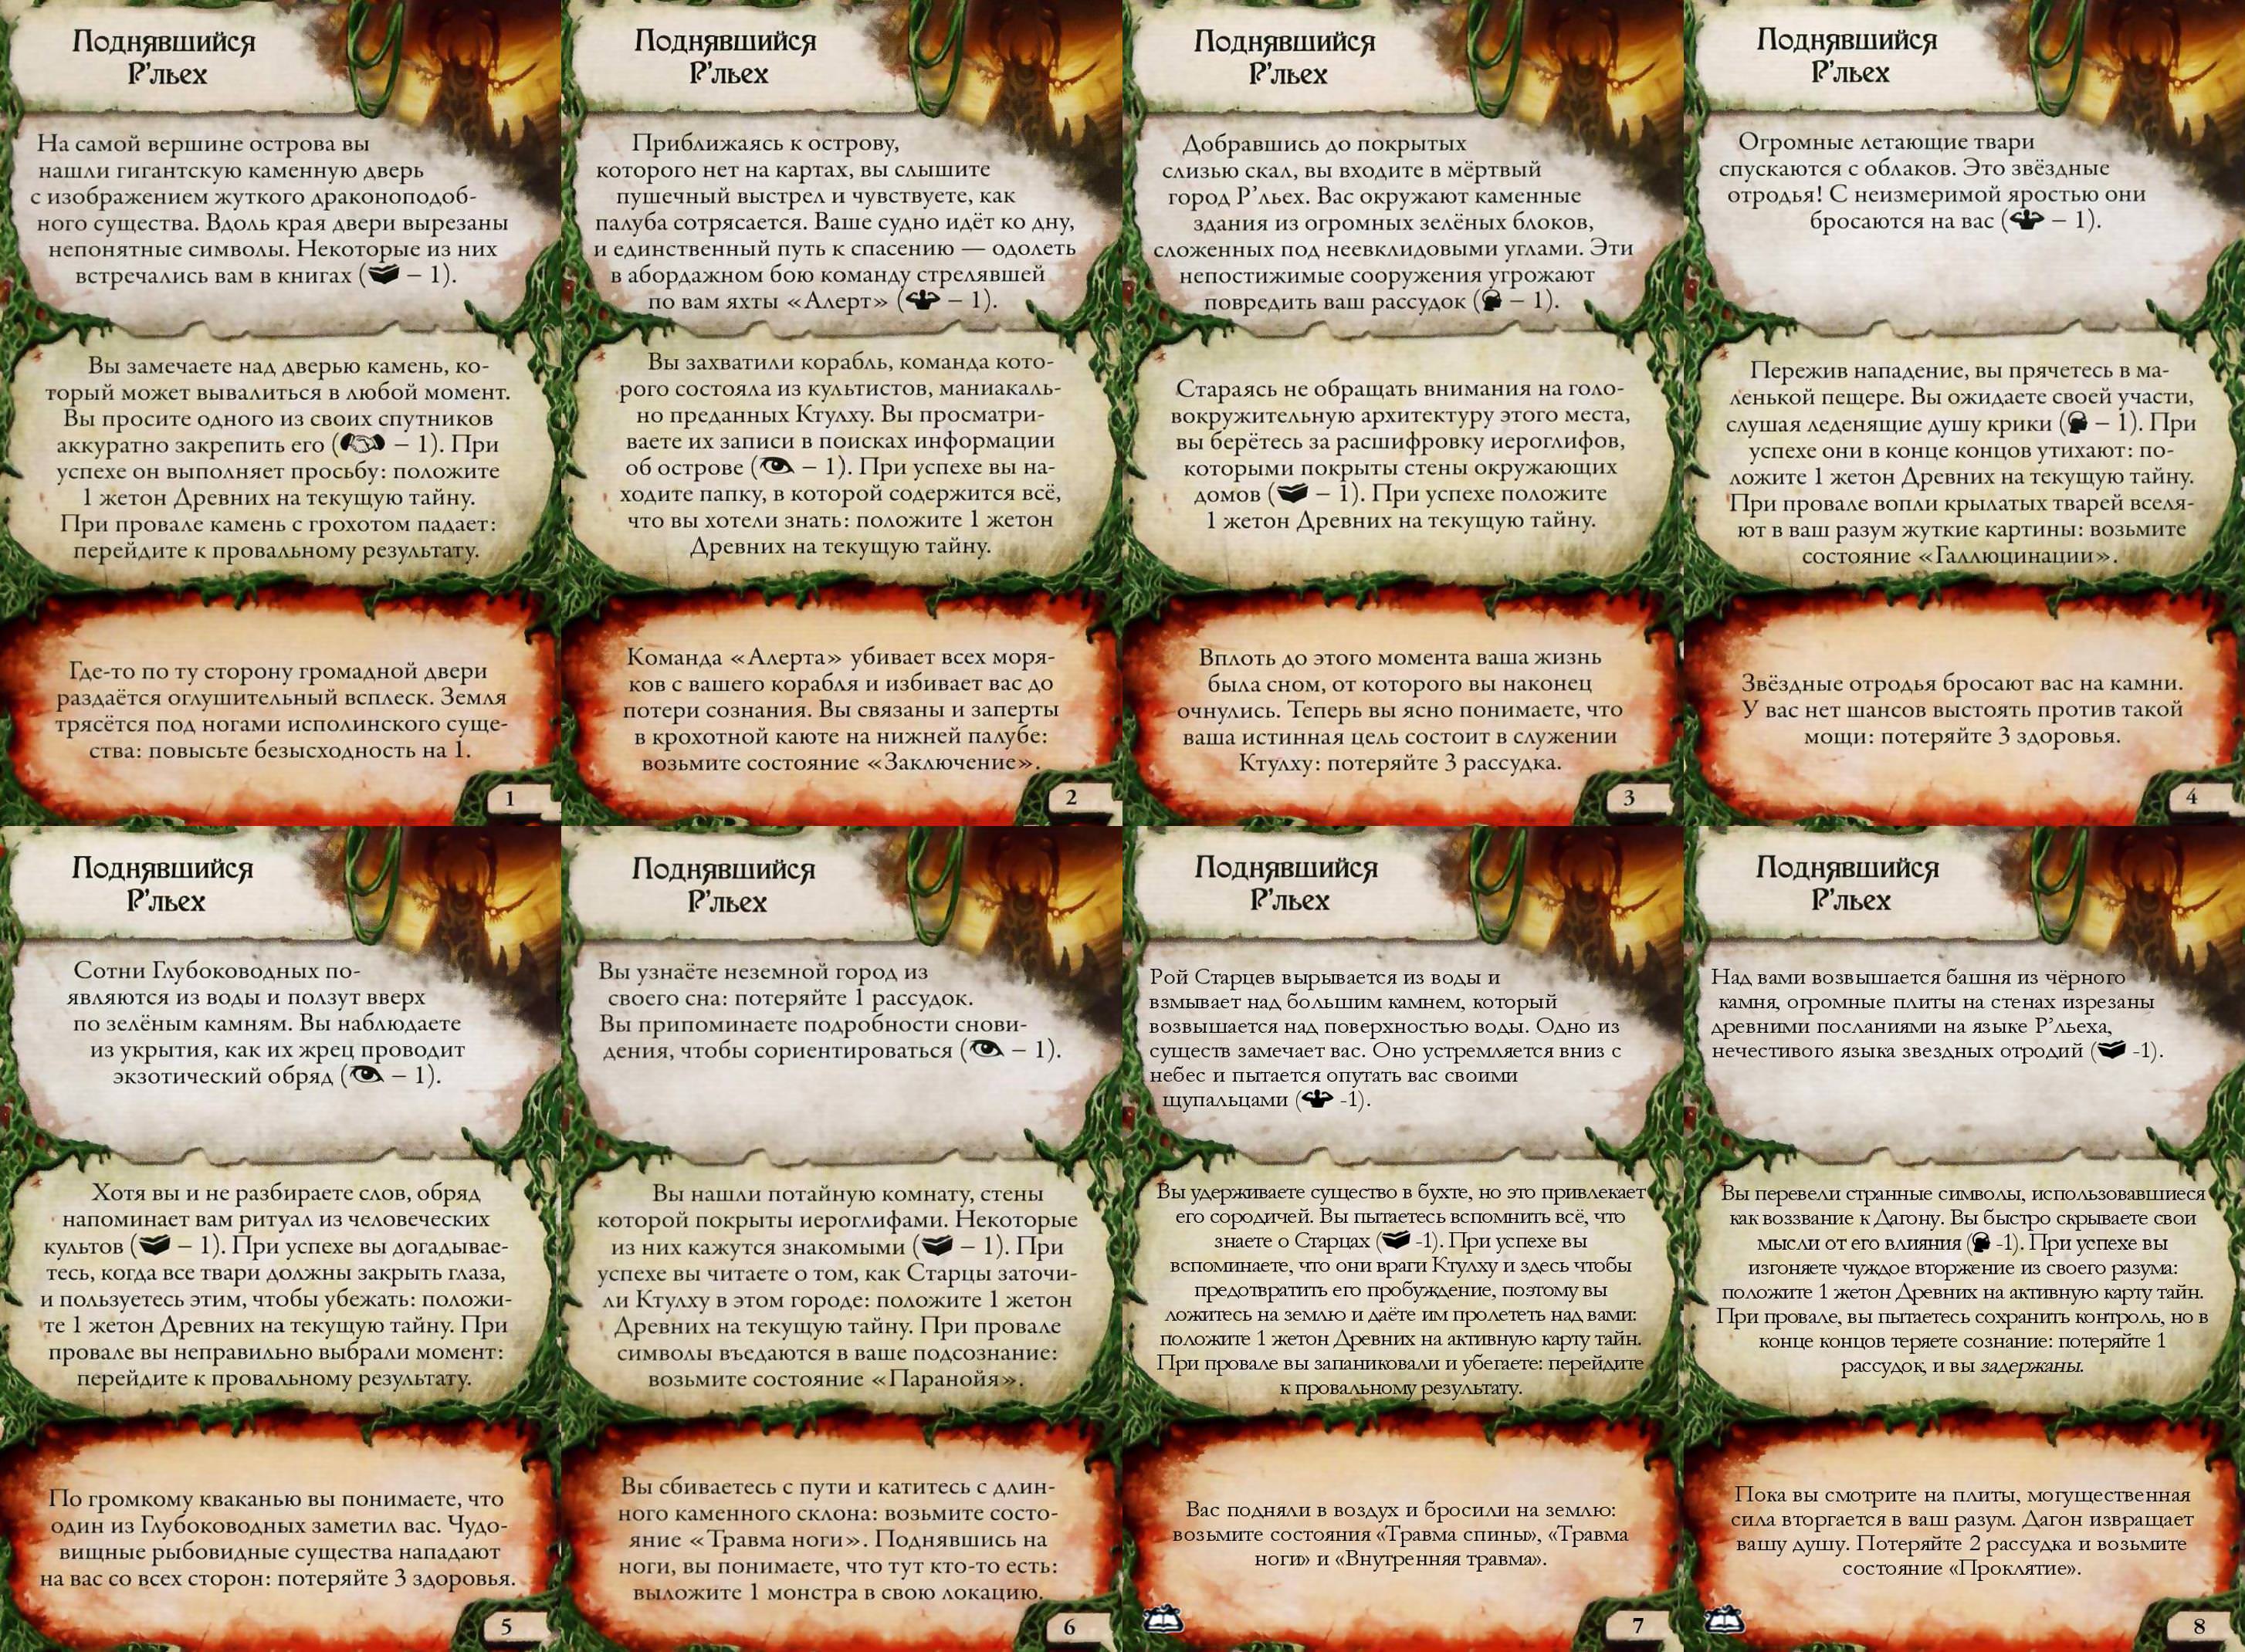 Поднявшийся
Р’льех
На самой вершине острова вы
нашли гигантскую каменную дверь
с изображением жуткого драконоподоб-
ного существа. Вдоль края двери вырезаны
непонятные символы. Некоторые из них
встречались вам в книгах ( – 1).
Вы замечаете над дверью камень, ко-
торый может вывалиться в любой момент.
Вы просите одного из своих спутников
аккуратно закрепить его ( – 1). При
успехе он выполняет просьбу: положите
1 жетон Древних на текущую тайну.
При провале камень с грохотом падает:
перейдите к провальному результату.
Где-то по ту сторону громадной двери
раздаётся оглушительный всплеск. Земля
трясётся под ногами исполинского суще-
ства: повысьте безысходность на 1.
1
Поднявшийся
Р’льех
Приближаясь к острову,
которого нет на картах, вы слышите
пушечный выстрел и чувствуете, как
палуба сотрясается. Ваше судно идёт ко дну,
и единственный путь к спасению — одолеть
в абордажном бою команду стрелявшей
по вам яхты «Алерт» ( – 1).
Вы захватили корабль, команда кото-
рого состояла из культистов, маниакаль-
но преданных Ктулху. Вы просматри-
ваете их записи в поисках информации
об острове ( – 1). При успехе вы на-
ходите папку, в которой содержится всё,
что вы хотели знать: положите 1 жетон
Древних на текущую тайну.
Команда «Алерта» убивает всех моря-
ков с вашего корабля и избивает вас до
потери сознания. Вы связаны и заперты
в крохотной каюте на нижней палубе:
возьмите состояние «Заключение».
2
Поднявшийся
Р’льех
Добравшись до покрытых
слизью скал, вы входите в мёртвый
город Р’льех. Вас окружают каменные
здания из огромных зелёных блоков,
сложенных под неевклидовыми углами. Эти
непостижимые сооружения угрожают
повредить ваш рассудок ( – 1).
Стараясь не обращать внимания на голо-
вокружительную архитектуру этого места,
вы берётесь за расшифровку иероглифов,
которыми покрыты стены окружающих
домов ( – 1). При успехе положите
1 жетон Древних на текущую тайну.
Вплоть до этого момента ваша жизнь
была сном, от которого вы наконец
очнулись. Теперь вы ясно понимаете, что
ваша истинная цель состоит в служении
Ктулху: потеряйте 3 рассудка.
3
Поднявшийся
Р’льех
Огромные летающие твари
спускаются с облаков. Это звёздные
отродья! С неизмеримой яростью они
бросаются на вас ( – 1).
Пережив нападение, вы прячетесь в ма-
ленькой пещере. Вы ожидаете своей участи,
слушая леденящие душу крики ( – 1). При
успехе они в конце концов утихают: по-
ложите 1 жетон Древних на текущую тайну.
При провале вопли крылатых тварей вселя-
ют в ваш разум жуткие картины: возьмите
состояние «Галлюцинации».
Звёздные отродья бросают вас на камни.
У вас нет шансов выстоять против такой
мощи: потеряйте 3 здоровья.
4
Поднявшийся
Р’льех
Сотни Глубоководных по-
являются из воды и ползут вверх
по зелёным камням. Вы наблюдаете
из укрытия, как их жрец проводит
экзотический обряд ( – 1).
Хотя вы и не разбираете слов, обряд
напоминает вам ритуал из человеческих
культов ( – 1). При успехе вы догадывае-
тесь, когда все твари должны закрыть глаза,
и пользуетесь этим, чтобы убежать: положи-
те 1 жетон Древних на текущую тайну. При
провале вы неправильно выбрали момент:
перейдите к провальному результату.
По громкому кваканью вы понимаете, что
один из Глубоководных заметил вас. Чудо-
вищные рыбовидные существа нападают
на вас со всех сторон: потеряйте 3 здоровья.
5
Поднявшийся
Р’льех
Вы узнаёте неземной город из
своего сна: потеряйте 1 рассудок.
Вы припоминаете подробности снови-
дения, чтобы сориентироваться ( – 1).
Вы нашли потайную комнату, стены
которой покрыты иероглифами. Некоторые
из них кажутся знакомыми ( – 1). При
успехе вы читаете о том, как Старцы заточи-
ли Ктулху в этом городе: положите 1 жетон
Древних на текущую тайну. При провале
символы въедаются в ваше подсознание:
возьмите состояние «Паранойя».
Вы сбиваетесь с пути и катитесь с длин-
ного каменного склона: возьмите состо-
яние «Травма ноги». Поднявшись на
ноги, вы понимаете, что тут кто-то есть:
выложите 1 монстра в свою локацию.
6
Поднявшийся
Р’льех
Рой Старцев вырывается из воды и
взмывает над большим камнем, который
возвышается над поверхностью воды. Одно из
существ замечает вас. Оно устремляется вниз с
небес и пытается опутать вас своими
щупальцами ( -1).
Вы удерживаете существо в бухте, но это привлекает
его сородичей. Вы пытаетесь вспомнить всё, что
знаете о Старцах ( -1). При успехе вы
вспоминаете, что они враги Ктулху и здесь чтобы
предотвратить его пробуждение, поэтому вы
ложитесь на землю и даёте им пролететь над вами:
положите 1 жетон Древних на активную карту тайн.
При провале вы запаниковали и убегаете: перейдите
к провальному результату.
Вас подняли в воздух и бросили на землю:
возьмите состояния «Травма спины», «Травма
ноги» и «Внутренняя травма».
7
Поднявшийся
Р’льех
Над вами возвышается башня из чёрного
камня, огромные плиты на стенах изрезаны
древними посланиями на языке Р’льеха,
нечестивого языка звездных отродий ( -1).
Вы перевели странные символы, использовавшиеся
как воззвание к Дагону. Вы быстро скрываете свои
мысли от его влияния ( -1). При успехе вы
изгоняете чуждое вторжение из своего разума:
положите 1 жетон Древних на активную карту тайн.
При провале, вы пытаетесь сохранить контроль, но в
конце концов теряете сознание: потеряйте 1
рассудок, и вы задержаны.
Пока вы смотрите на плиты, могущественная
сила вторгается в ваш разум. Дагон извращает
вашу душу. Потеряйте 2 рассудка и возьмите
состояние «Проклятие».
8